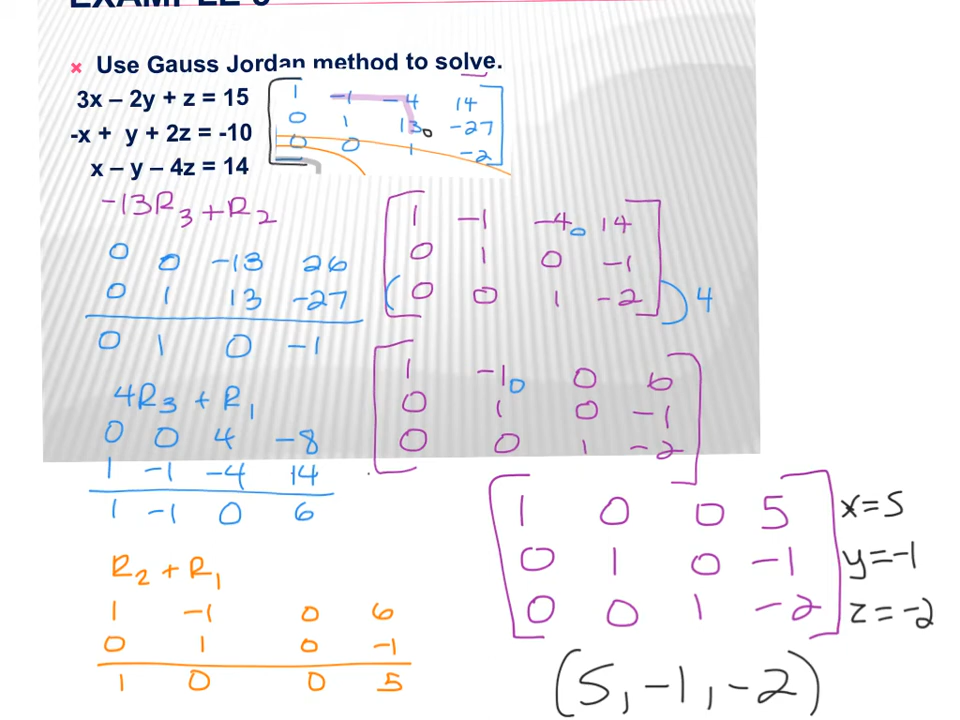 EXAMPLE
× Use Gauss Jordan method to solve.
3x – 2y + z = 15
-x + y + 2z = -10
x – y – 4z = 14
1 -1 -4 14
0 1 13 0 -27
0 0 1 -2
-13R3 + R2
0 0 -13 26
0 1 13 -27
0 1 0 -1
1 -1 -4 0 14
0 1 0 -1
0 0 1 -2 4
4R3 + R1
0 0 4 -8
1 -1 -4 14
1 -1 0 6
1 -1 0 0 6
0 1 0 -1
0 0 1 -2
R2 + R1
1 -1 0 6
0 1 0 -1
1 0 0 5
1 0 0 5 x=5
0 1 0 -1 y=-1
0 0 1 -2 z=-2
(5, -1, -2)